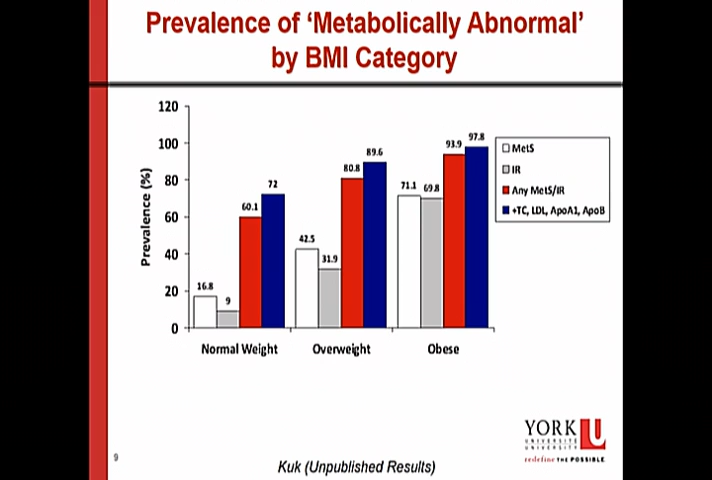 Prevalence of ‘Metabolically Abnormal’
by BMI Category
120
100
80
60
40
20
0
Prevalence (%)
16.8
9
60.1
72
42.5
31.9
80.8
89.6
71.1
69.8
93.9
97.8
Normal Weight
Overweight
Obese
MetS
IR
Any MetS/IR
+TC, LDL, ApoA1, ApoB
9
Kuk (Unpublished Results)
YORK U
UNIVERSITÉ
UNIVERSITY
redefine THE POSSIBLE.